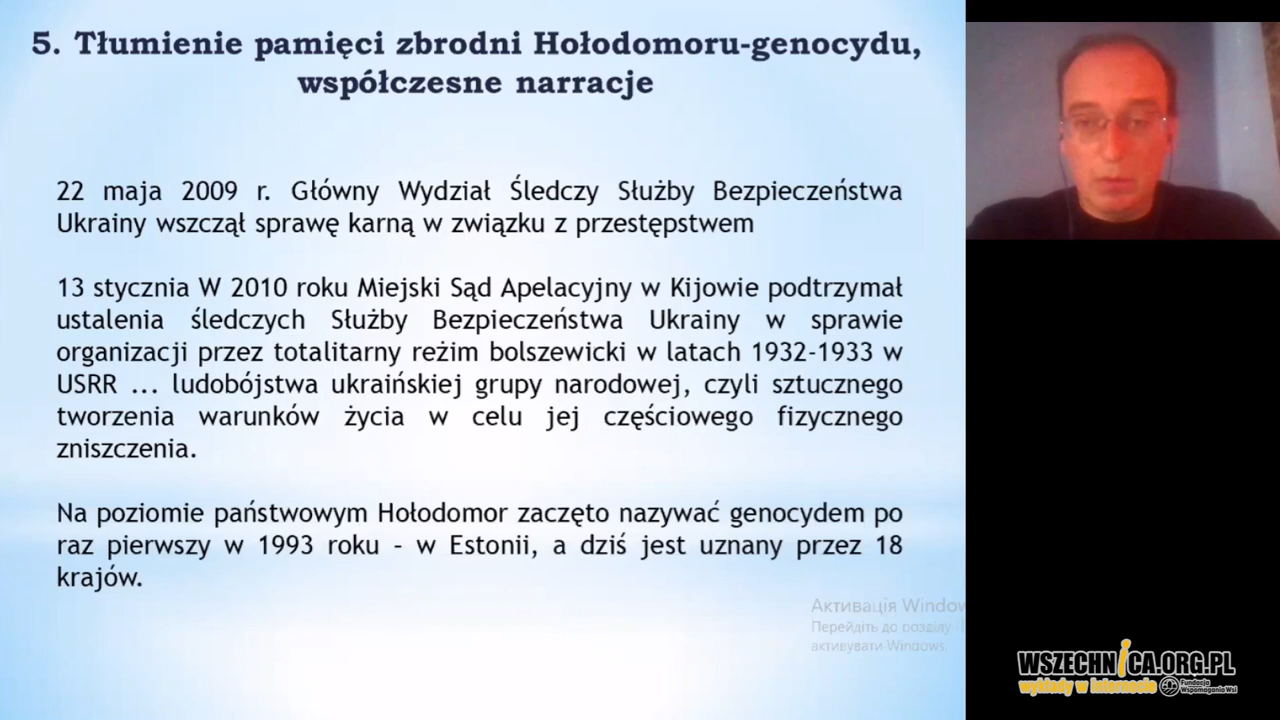 5. Tłumienie pamięci zbrodni Hołodomoru-genocydu,
współczesne narracje
22 maja 2009 r. Główny Wydział Śledczy Służby Bezpieczeństwa
Ukrainy wszczął sprawę karną w związku z przestępstwem
13 stycznia W 2010 roku Miejski Sąd Apelacyjny w Kijowie podtrzymał
ustalenia śledczych Służby Bezpieczeństwa Ukrainy w sprawie
organizacji przez totalitarny reżim bolszewicki w latach 1932-1933 w
USRR ... ludobójstwa ukraińskiej grupy narodowej, czyli sztucznego
tworzenia warunków życia w celu jej częściowego fizycznego
zniszczenia.
Na poziomie państwowym Hołodomor zaczęto nazywać genocydem po
raz pierwszy w 1993 roku – w Estonii, a dziś jest uznany przez 18
krajów.
Активація Window
Перейдіть до розділу
активувати Windows.
WSZECHNICA.ORG.PL
wykłady w internecie
Fundacja
Wspomagania Wsi